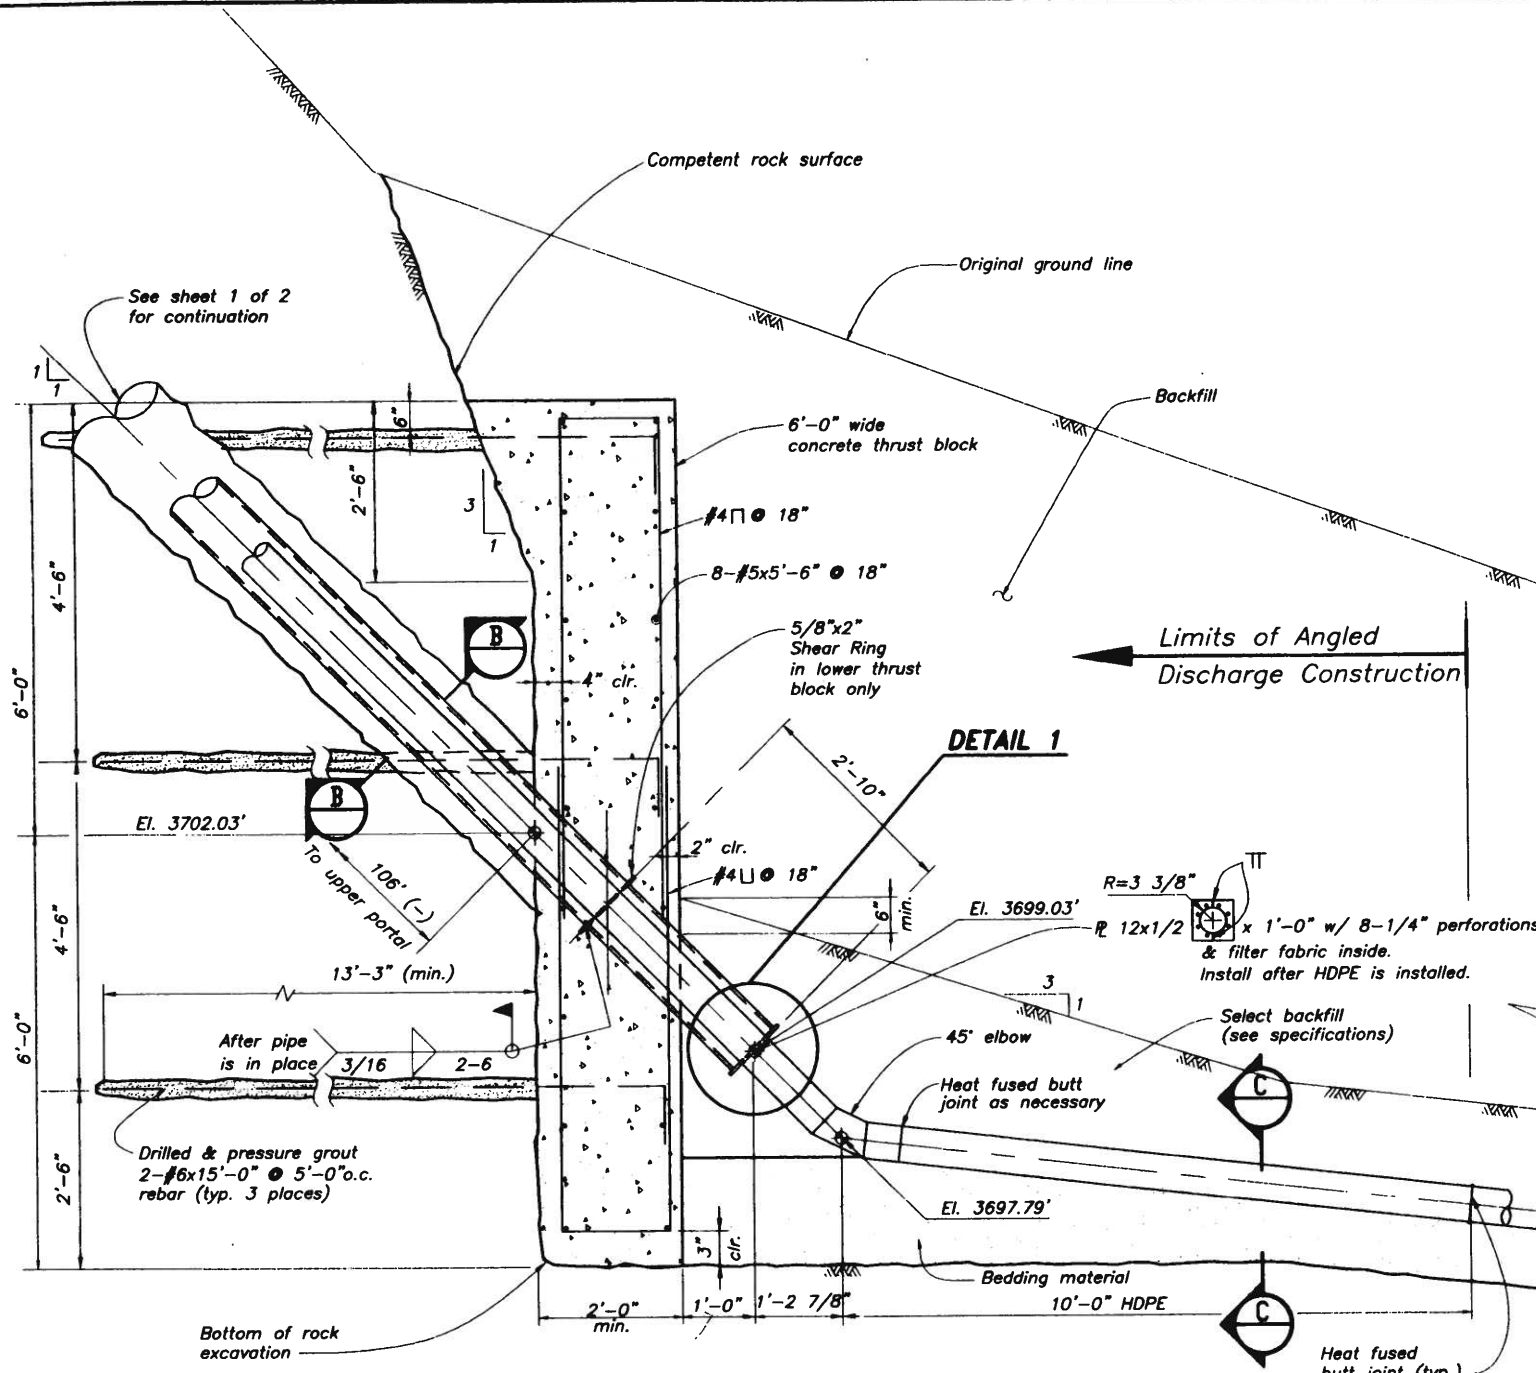 Competent rock surface
Original ground line
See sheet 1 of 2
for continuation
1
1
Backfill
6"
6'-0" wide
concrete thrust block
2'-6"
3
1
#4⊓ @ 18"
4'-6"
8-#5x5'-6" @ 18"
5/8"x2"
Shear Ring
in lower thrust
block only
B
Limits of Angled
Discharge Construction
4" clr.
6'-0"
DETAIL 1
2'-10"
B
El. 3702.03'
106' (-)
To upper portal
2" clr.
#4⊔ @ 18"
6"
min.
El. 3699.03'
R=3 3/8"
TT
PL 12x1/2 x 1'-0" w/ 8-1/4" perforations
& filter fabric inside.
Install after HDPE is installed.
4'-6"
13'-3" (min.)
3
1
Select backfill
(see specifications)
6'-0"
After pipe
is in place
3/16
2-6
45° elbow
Heat fused butt
joint as necessary
C
Drilled & pressure grout
2-#6x15'-0" @ 5'-0"o.c.
rebar (typ. 3 places)
2'-6"
El. 3697.79'
3"
clr.
Bedding material
2'-0"
min.
1'-0"
1'-2 7/8"
10'-0" HDPE
C
Bottom of rock
excavation
Heat fused
butt joint (typ.)